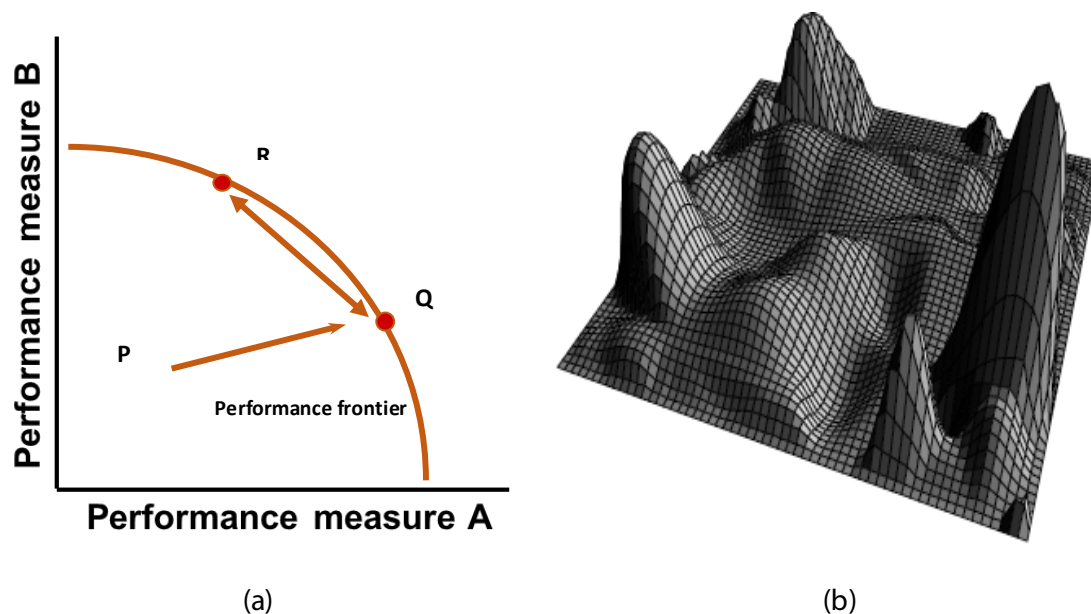 Performance measure B
R
Q
P
Performance frontier
Performance measure A
(a)
(b)